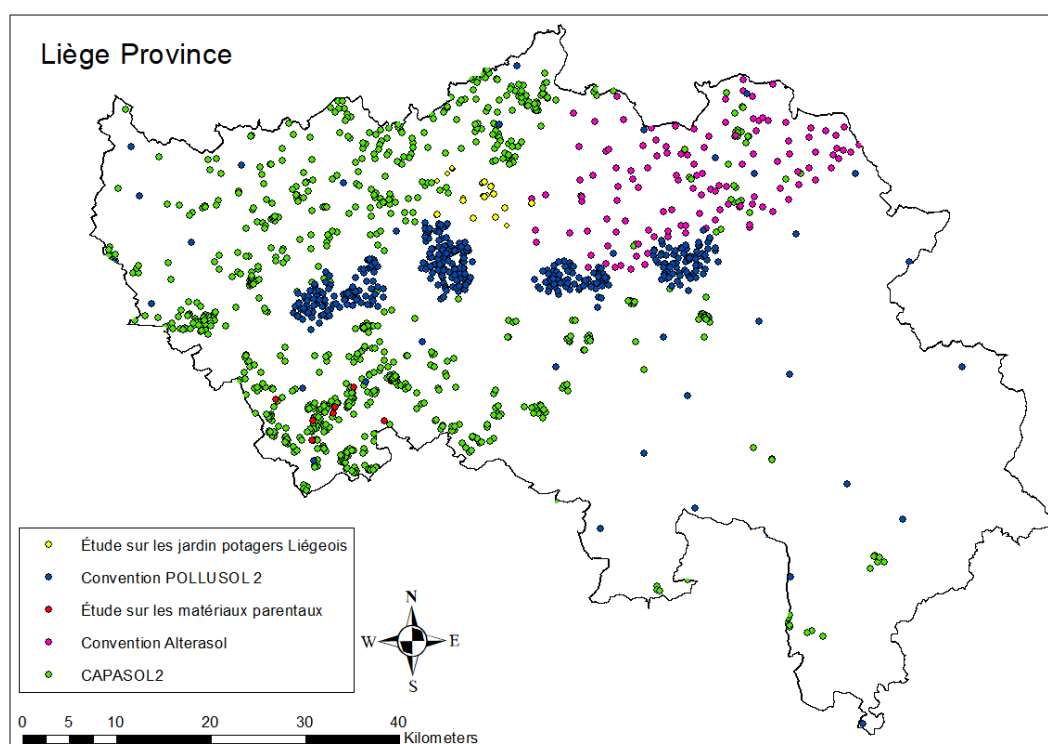 Liège Province
Étude sur les jardin potagers Liégeois
Convention POLLUSOL 2
Étude sur les matériaux parentaux
Convention Alterasol
CAPASOL2
N
W E
S
0 5 10 20 30 40
Kilometers